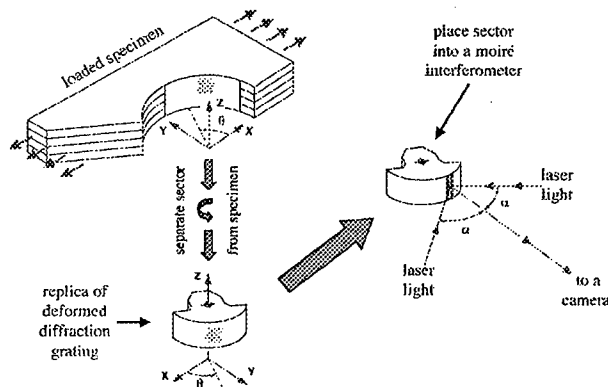 loaded specimen
Z
θ
Y
X
separate sector
from specimen
place sector
into a moiré
interferometer
laser
light
α
α
laser
light
to a
camera
replica of
deformed
diffraction
grating
Z
X
θ
Y